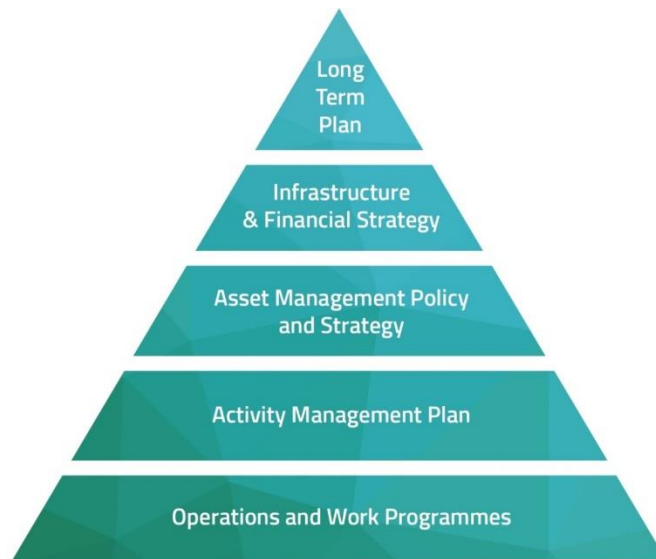 Long
Term
Plan
Infrastructure
& Financial Strategy
Asset Management Policy
and Strategy
Activity Management Plan
Operations and Work Programmes